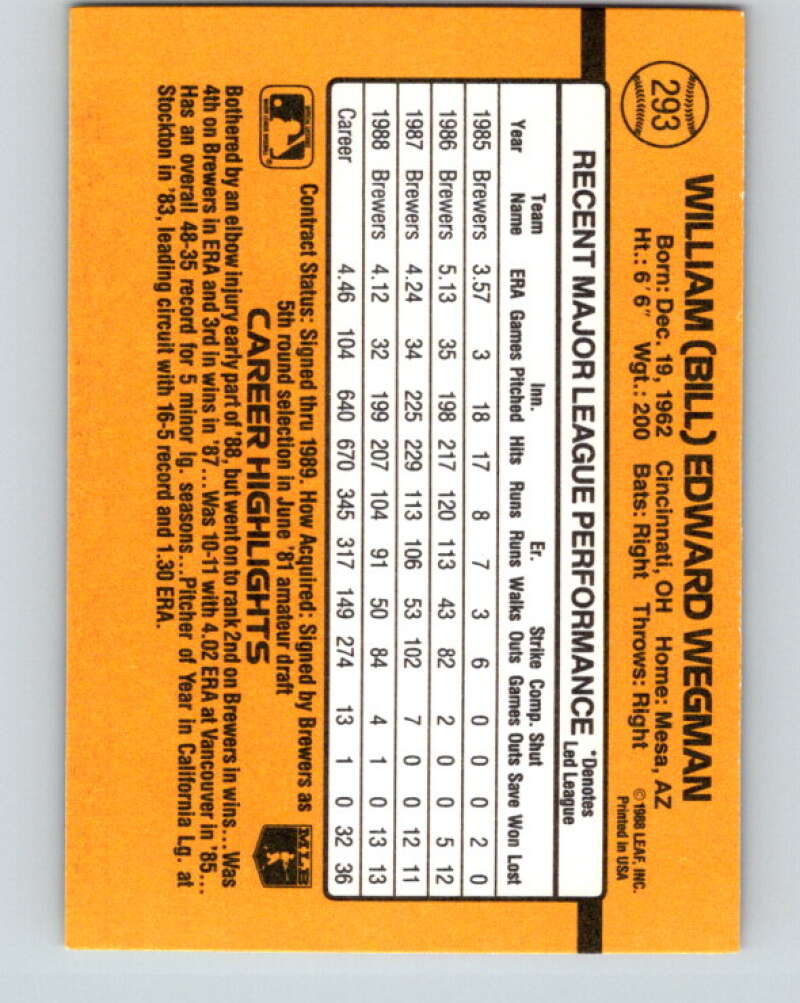 293
WILLIAM (BILL) EDWARD WEGMAN
Born: Dec. 19, 1962 Cincinnati, OH Home: Mesa, AZ
Ht.: 6'6" Wgt.: 200 Bats: Right Throws: Right
©1988 LEAF, INC.
Printed in USA
RECENT MAJOR LEAGUE PERFORMANCE *Denotes
Led League
Team Inn. Er. Strike Comp. Shut
Year Name ERA Games Pitched Hits Runs Runs Walks Outs Games Outs Save Won Lost
1985 Brewers 3.57 3 18 17 8 7 3 6 0 0 0 2 0
1986 Brewers 5.13 35 198 217 120 113 43 82 2 0 0 5 12
1987 Brewers 4.24 34 225 229 113 106 53 102 7 0 0 12 11
1988 Brewers 4.12 32 199 207 104 91 50 84 4 1 0 13 13
Career 4.46 104 640 670 345 317 149 274 13 1 0 32 36
Contract Status: Signed thru 1989. How Acquired: Signed by Brewers as
5th round selection in June '81 amateur draft
MLB
CAREER HIGHLIGHTS
Bothered by an elbow injury early part of '88, but went on to rank 2nd on Brewers in wins...Was
4th on Brewers in ERA and 3rd in wins in '87...Was 10-11 with 4.02 ERA at Vancouver in '85...
Has an overall 48-35 record for 5 minor lg. seasons...Pitcher of Year in California Lg. at
Stockton in '83, leading circuit with 16-5 record and 1.30 ERA.